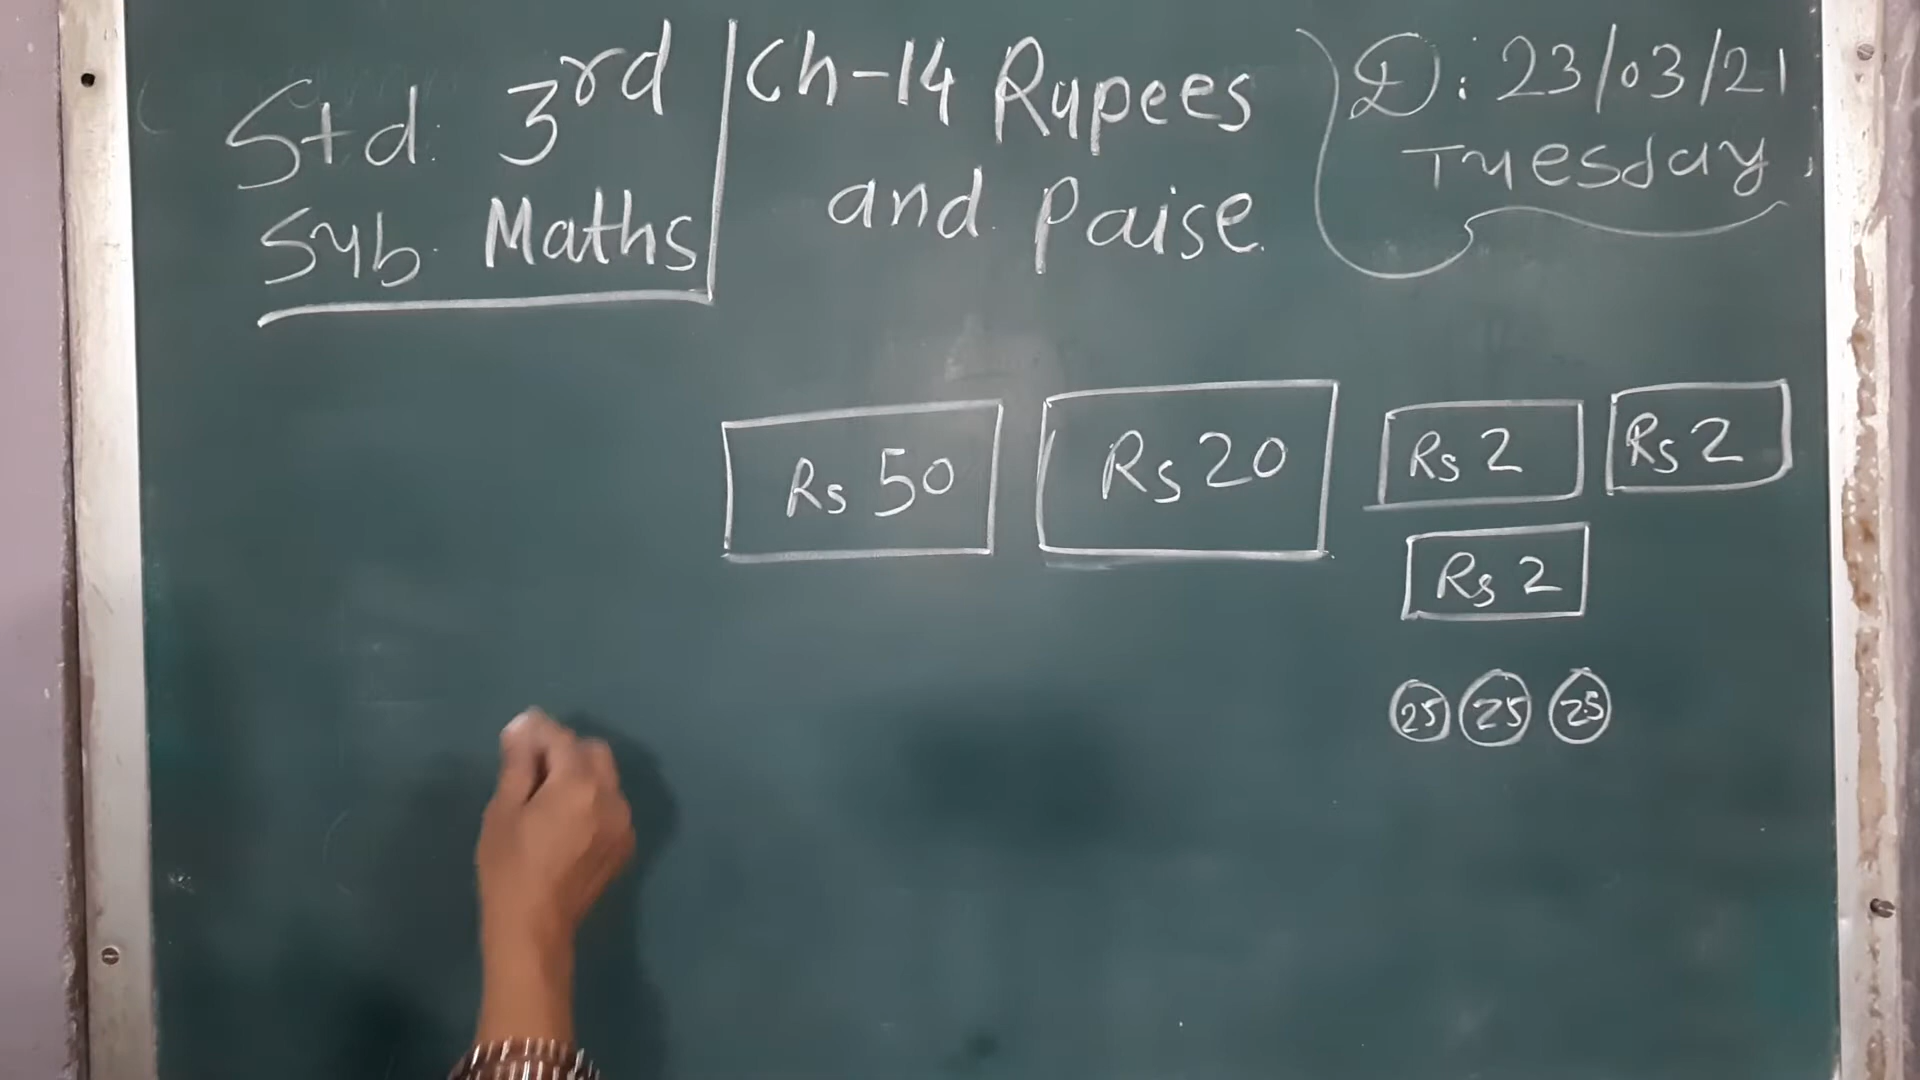 Std. 3rd
Sub. Maths
Ch-14 Rupees
and Paise.
D: 23/03/21
Tuesday.
Rs 50
Rs 20
Rs 2
Rs 2
Rs 2
25 25 25